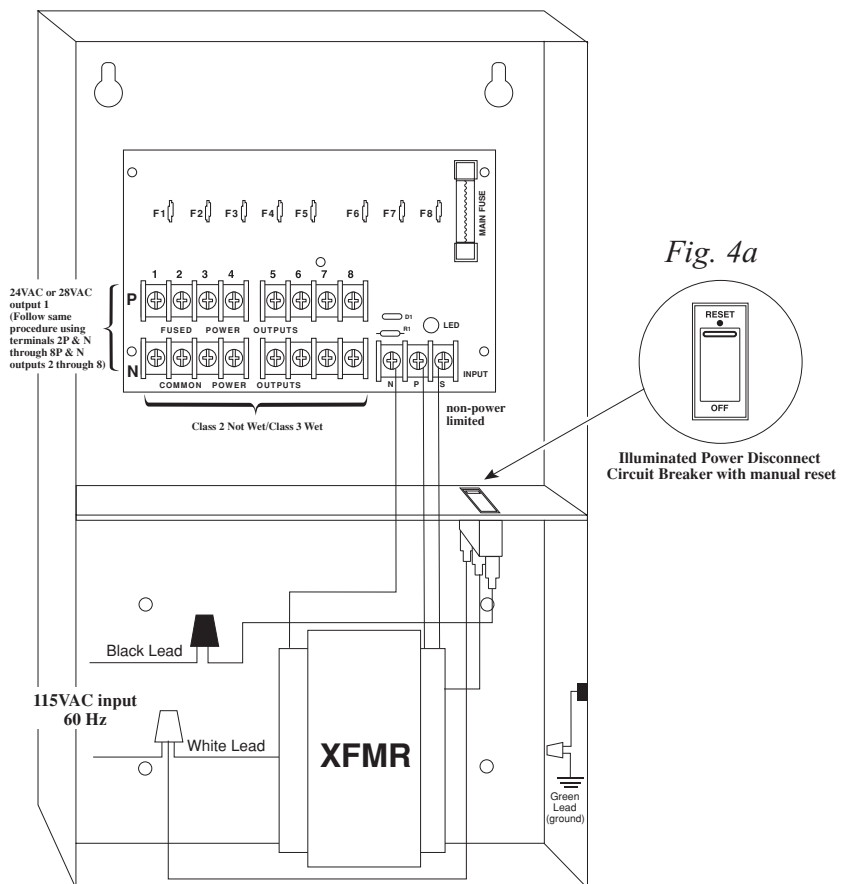 F1 F2 F3 F4 F5 F6 F7 F8
MAIN FUSE
Fig. 4a
RESET
OFF
Illuminated Power Disconnect
Circuit Breaker with manual reset
24VAC or 28VAC
output 1
(Follow same
procedure using
terminals 2P & N
through 8P & N
outputs 2 through 8)
1 2 3 4 5 6 7 8
P
FUSED POWER OUTPUTS
D1
R1
LED
N
COMMON POWER OUTPUTS
N P S
INPUT
Class 2 Not Wet/Class 3 Wet
non-power
limited
Black Lead
115VAC input
60 Hz
White Lead
XFMR
Green
Lead
(ground)